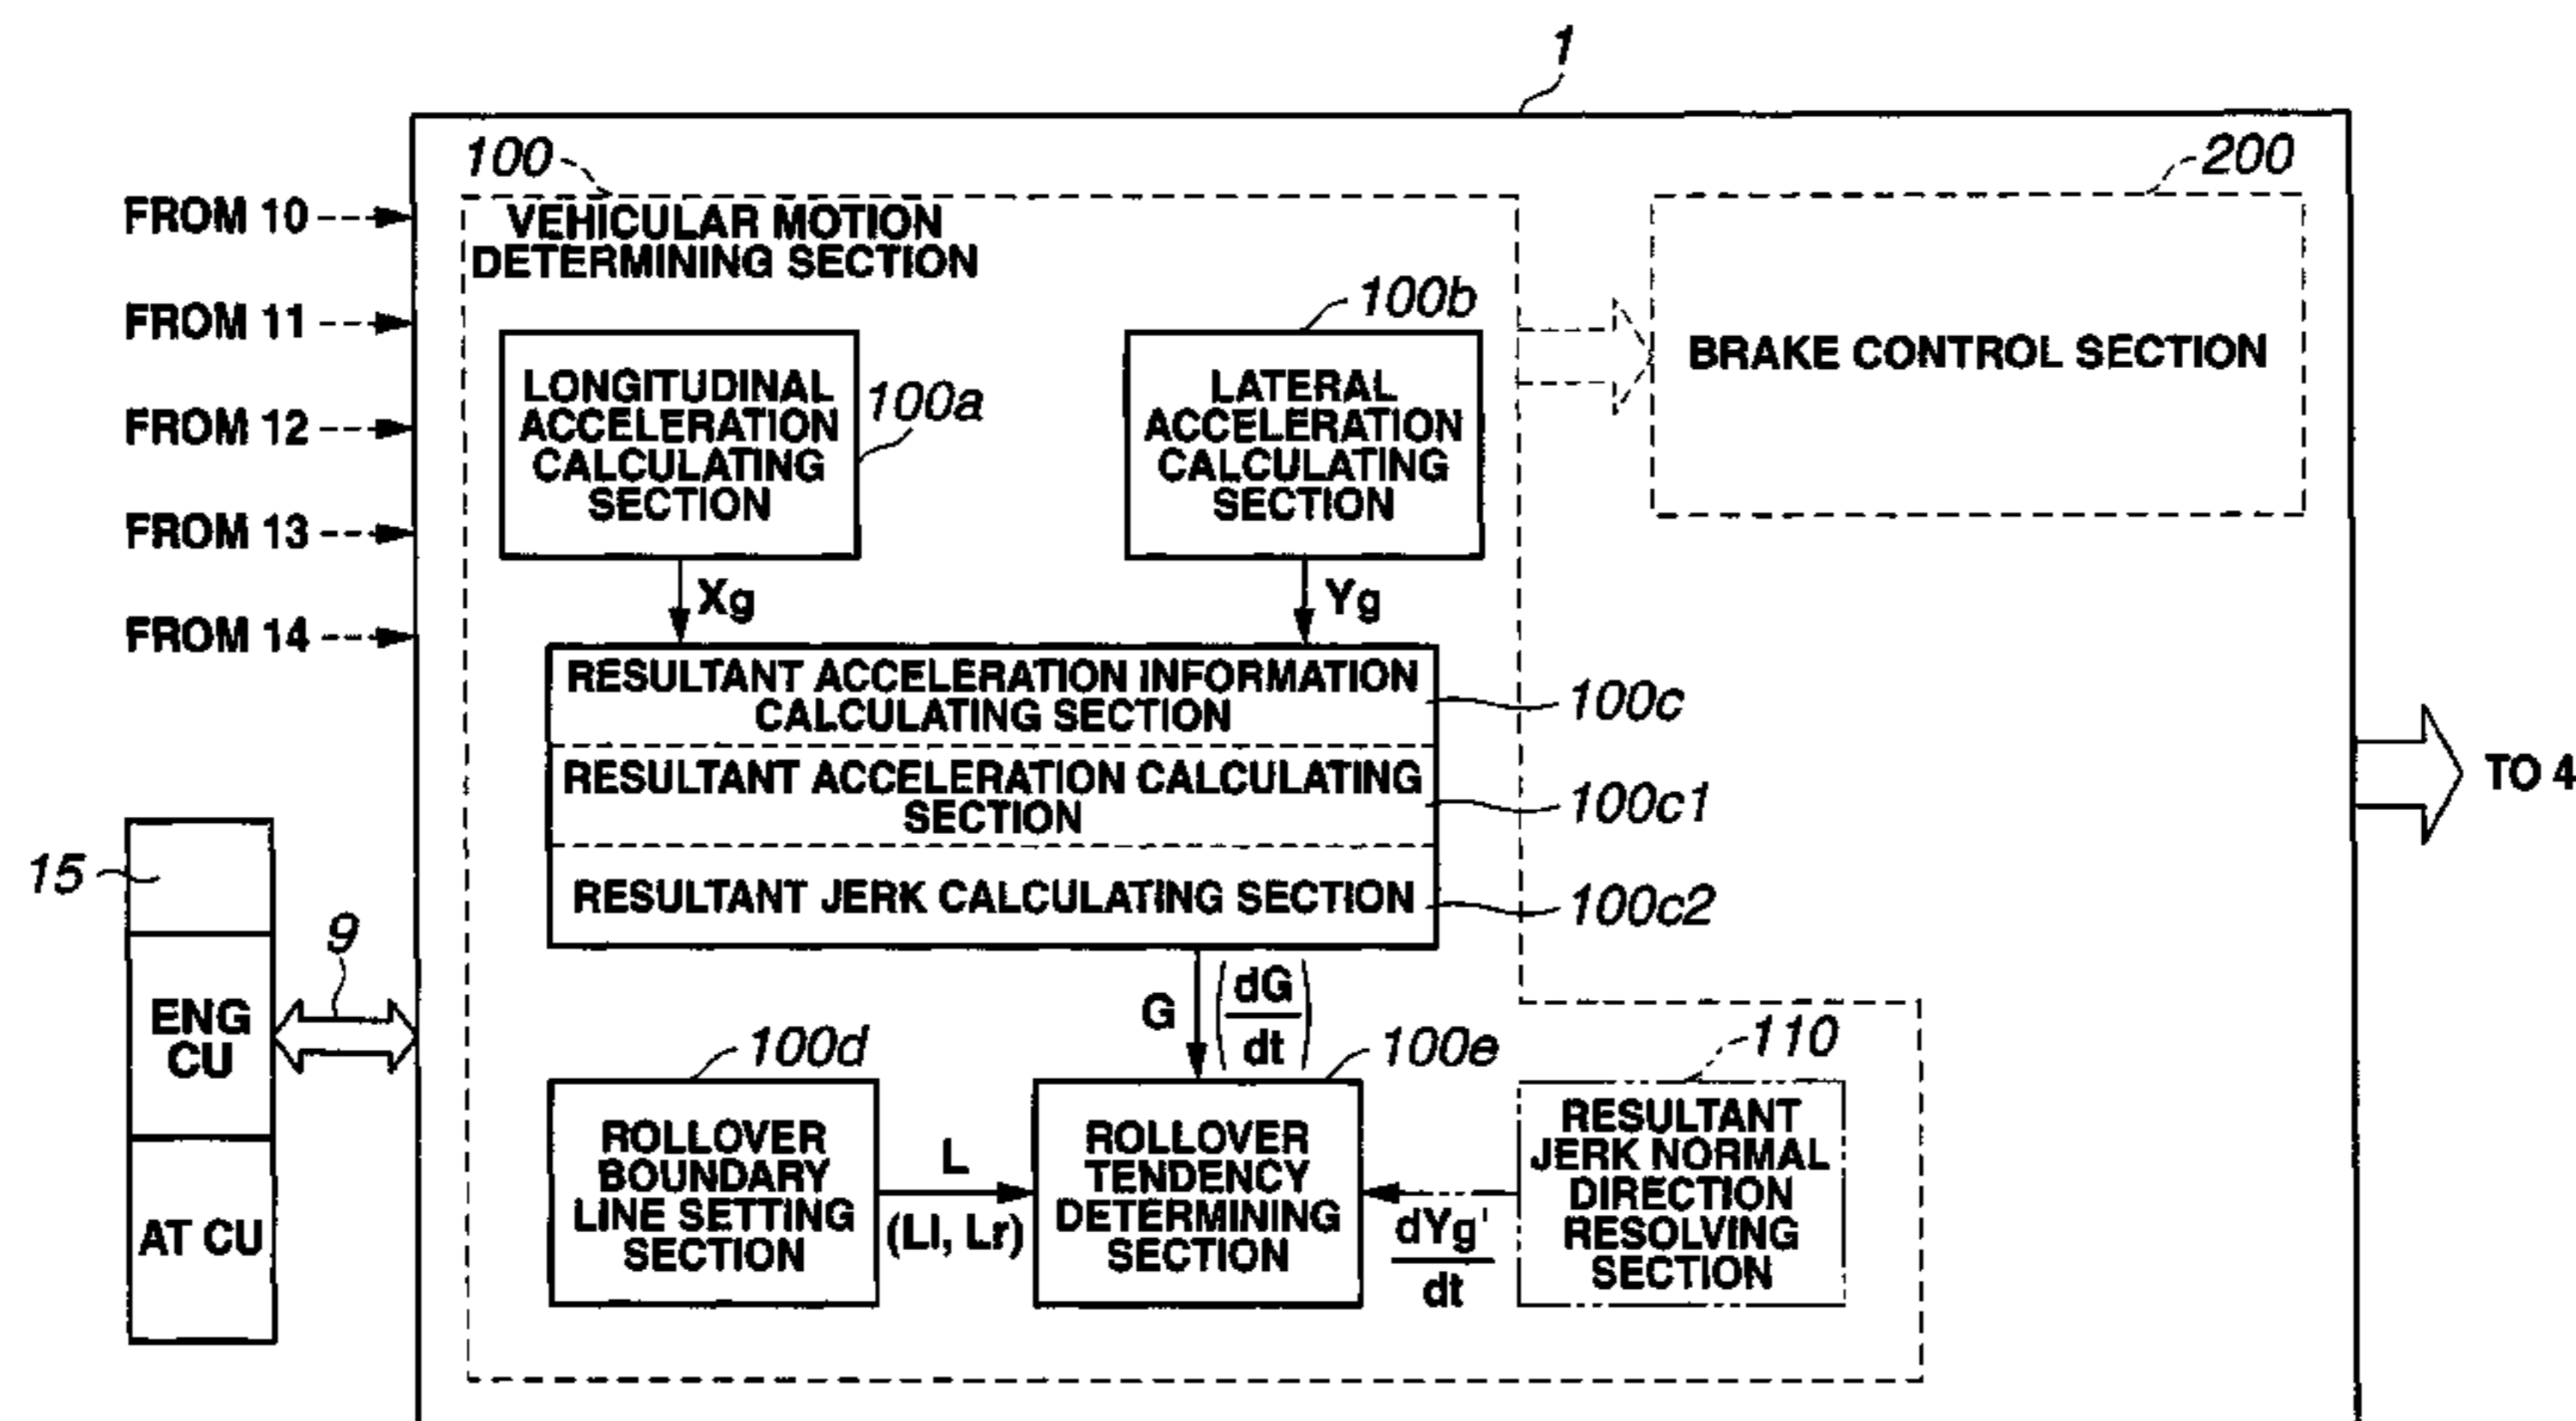 1
100
200
FROM 10
VEHICULAR MOTION
DETERMINING SECTION
FROM 11
100b
BRAKE CONTROL SECTION
LONGITUDINAL
ACCELERATION
CALCULATING
SECTION
100a
LATERAL
ACCELERATION
CALCULATING
SECTION
FROM 12
FROM 13
Xg
Yg
FROM 14
RESULTANT ACCELERATION INFORMATION
CALCULATING SECTION
100c
RESULTANT ACCELERATION CALCULATING
SECTION
100c1
TO 4
15
RESULTANT JERK CALCULATING SECTION
100c2
9
ENG
CU
AT CU
G
(dG
dt)
100d
100e
110
ROLLOVER
BOUNDARY
LINE SETTING
SECTION
L
(Ll, Lr)
ROLLOVER
TENDENCY
DETERMINING
SECTION
dYg'
dt
RESULTANT
JERK NORMAL
DIRECTION
RESOLVING
SECTION